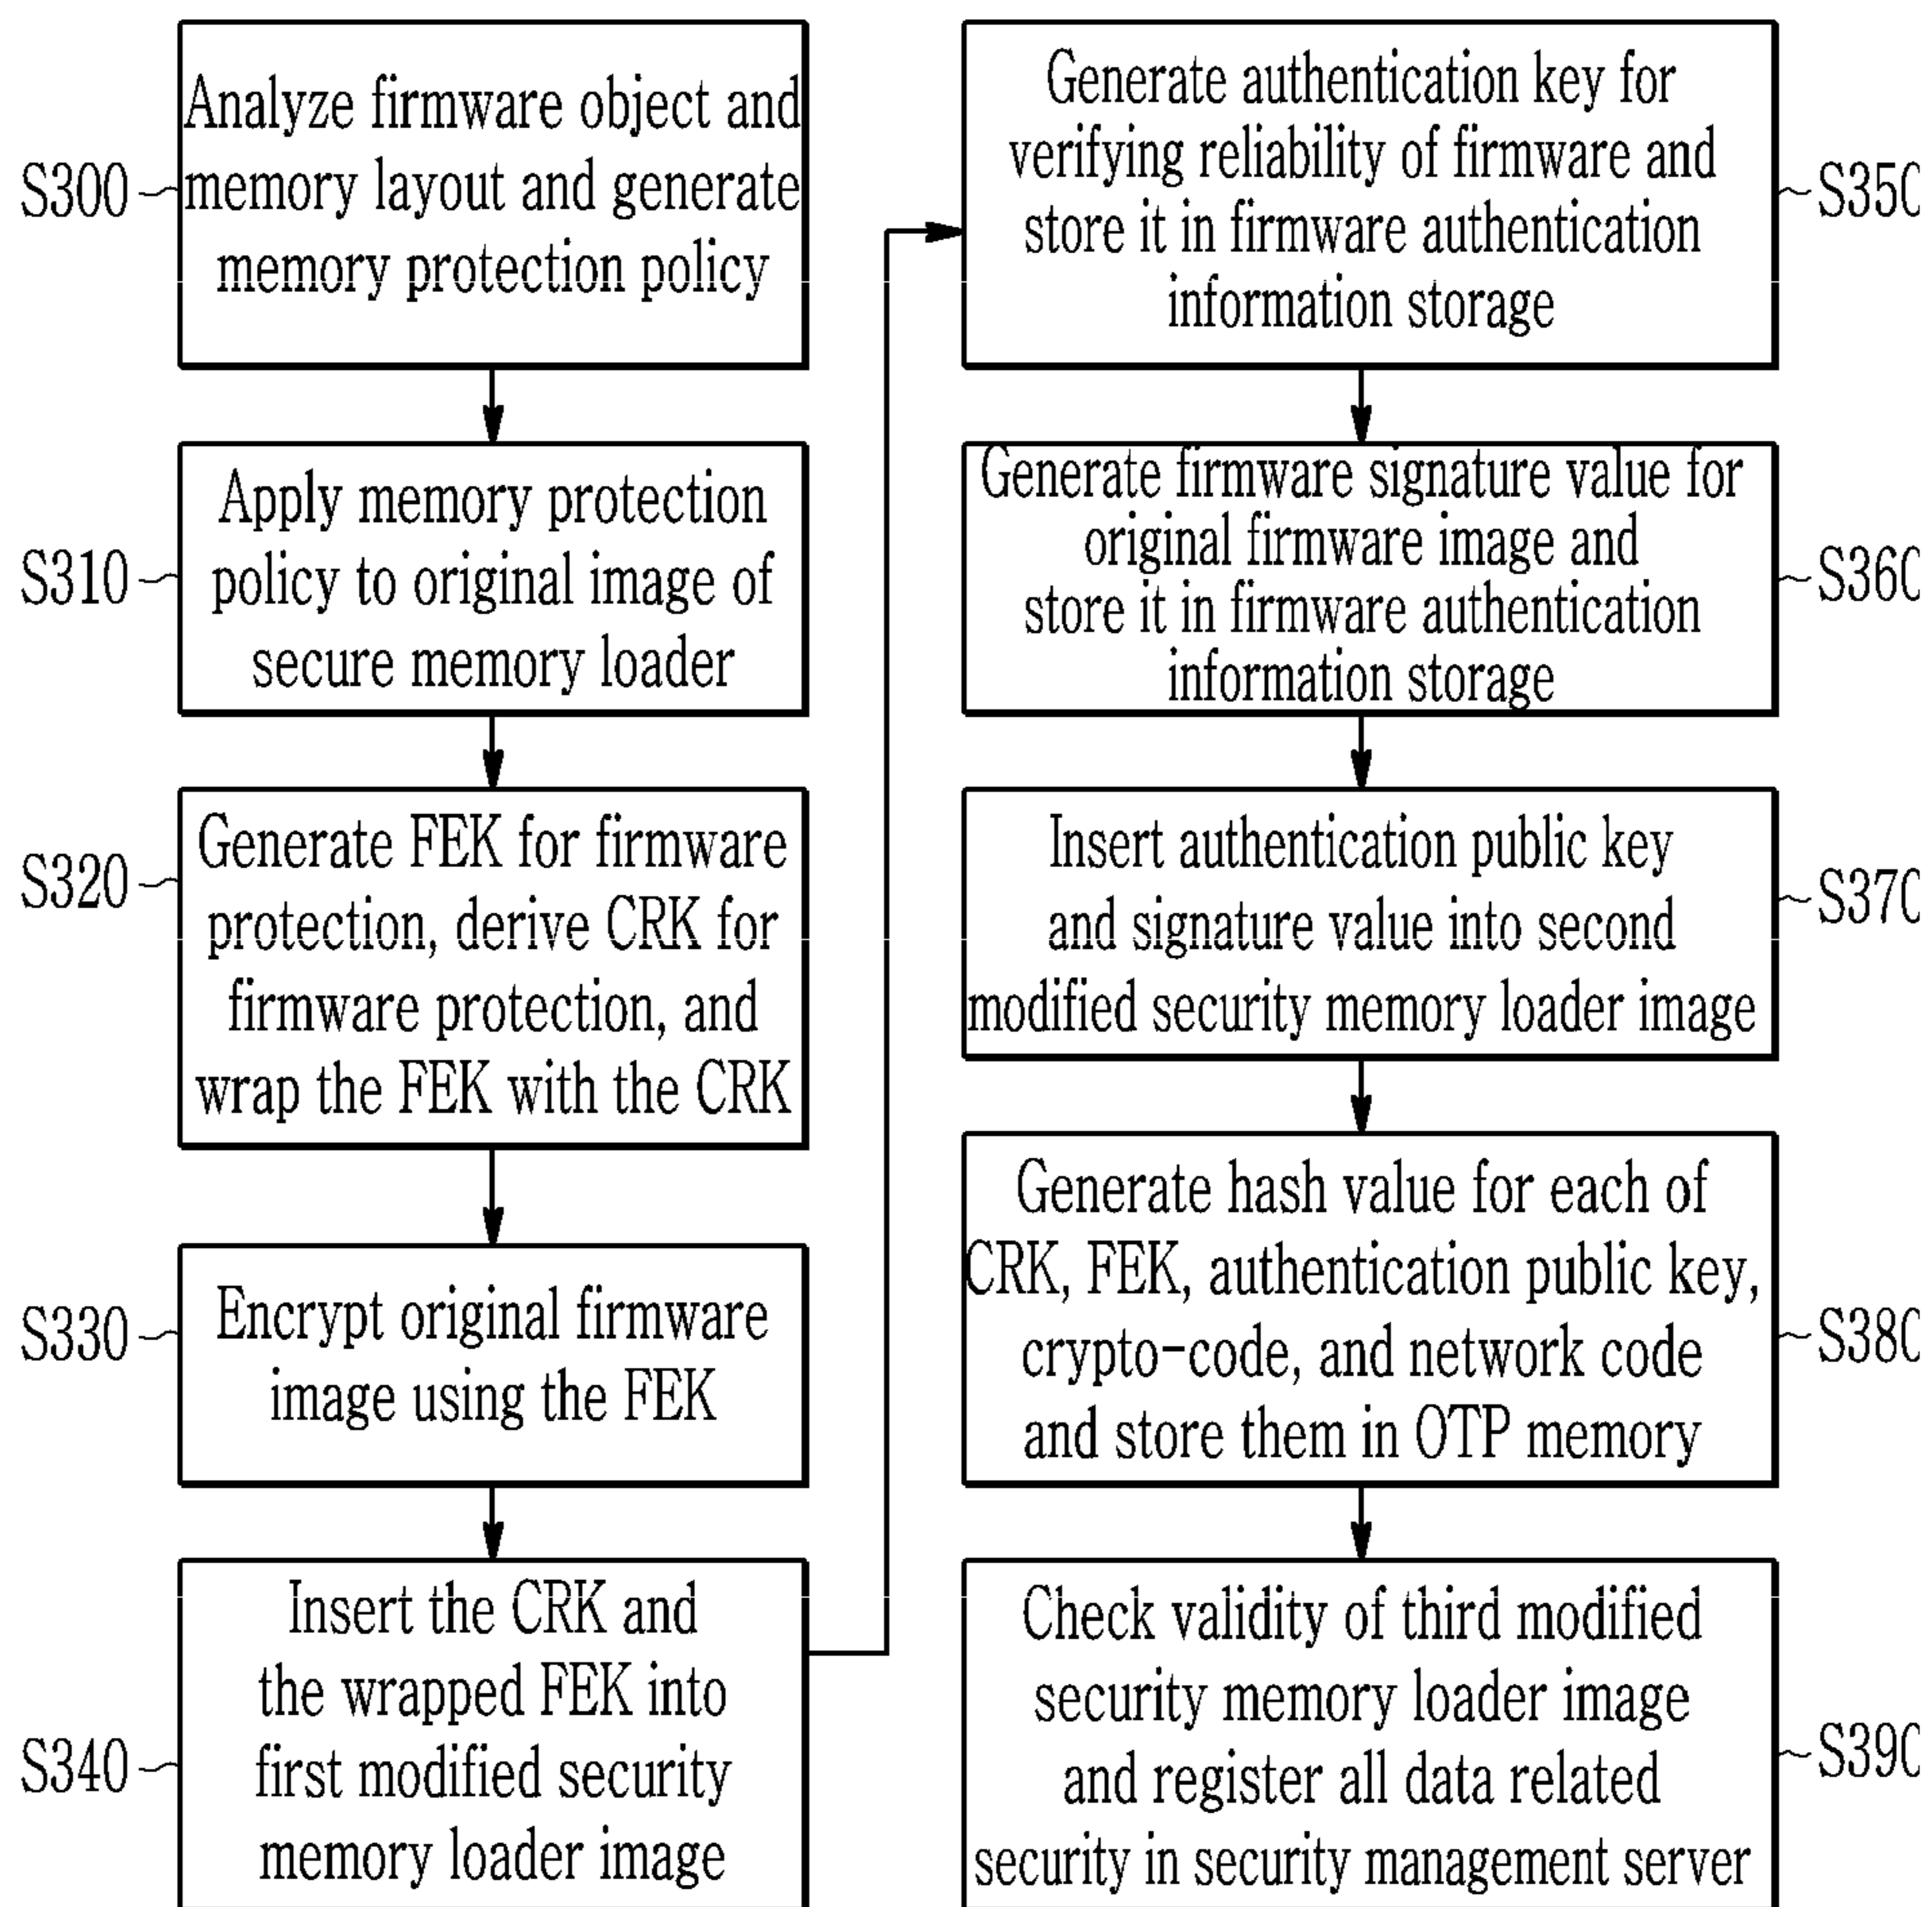 S300
Analyze firmware object and
memory layout and generate
memory protection policy
S310
Apply memory protection
policy to original image of
secure memory loader
S320
Generate FEK for firmware
protection, derive CRK for
firmware protection, and
wrap the FEK with the CRK
S330
Encrypt original firmware
image using the FEK
S340
Insert the CRK and
the wrapped FEK into
first modified security
memory loader image
S350
Generate authentication key for
verifying reliability of firmware and
store it in firmware authentication
information storage
S360
Generate firmware signature value for
original firmware image and
store it in firmware authentication
information storage
S370
Insert authentication public key
and signature value into second
modified security memory loader image
S380
Generate hash value for each of
CRK, FEK, authentication public key,
crypto-code, and network code
and store them in OTP memory
S390
Check validity of third modified
security memory loader image
and register all data related
security in security management server